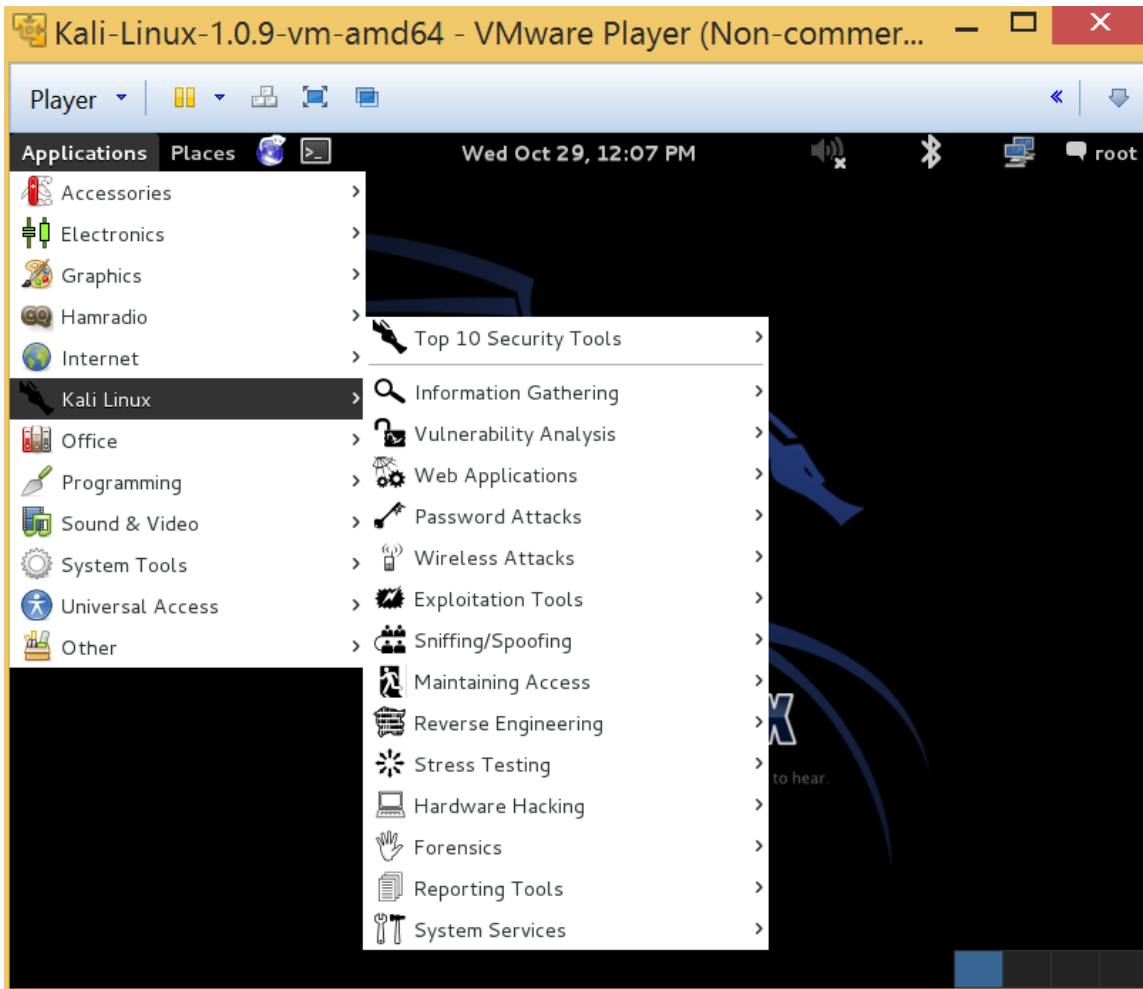 Kali-Linux-1.0.9-vm-amd64 - VMware Player (Non-commer...
Player
Applications Places Wed Oct 29, 12:07 PM root
Accessories
Electronics
Graphics
Hamradio
Internet
Kali Linux
Office
Programming
Sound & Video
System Tools
Universal Access
Other
Top 10 Security Tools
Information Gathering
Vulnerability Analysis
Web Applications
Password Attacks
Wireless Attacks
Exploitation Tools
Sniffing/Spoofing
Maintaining Access
Reverse Engineering
Stress Testing
Hardware Hacking
Forensics
Reporting Tools
System Services
X
to hear.